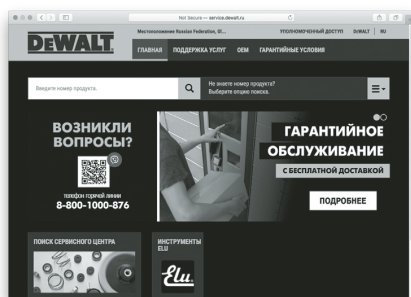 Not Secure — service.dewalt.ru
Местоположение Russian Federation, St...
УПОЛНОМОЧЕННЫЙ ДОСТУП DEWALT RU
DEWALT
ГЛАВНАЯ ПОДДЕРЖКА УСЛУГ OEM ГАРАНТИЙНЫЕ УСЛОВИЯ
Введите номер продукта.
Не знаете номер продукта?
Выберите опцию поиска.
ВОЗНИКЛИ
ВОПРОСЫ?
телефон горячей линии
8-800-1000-876
ГАРАНТИЙНОЕ
ОБСЛУЖИВАНИЕ
С БЕСПЛАТНОЙ ДОСТАВКОЙ
ПОДРОБНЕЕ
ПОИСК СЕРВИСНОГО ЦЕНТРА
ИНСТРУМЕНТЫ
ELU
Elu